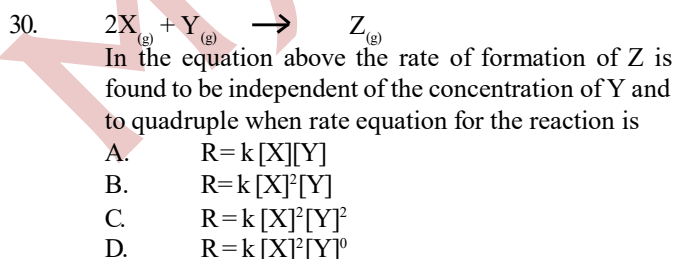 30. 2X(g) + Y(g) → Z(g)
In the equation above the rate of formation of Z is
found to be independent of the concentration of Y and
to quadruple when rate equation for the reaction is
A. R= k [X][Y]
B. R= k [X]²[Y]
C. R= k [X]²[Y]²
D. R= k [X]²[Y]⁰